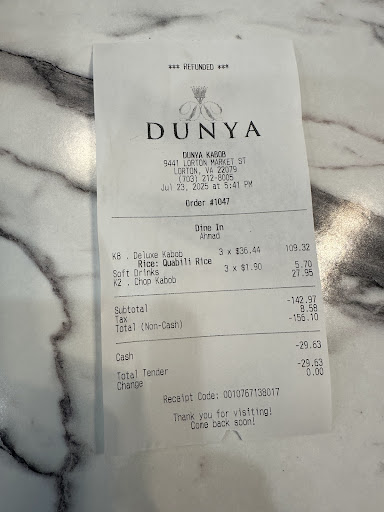 *** REFUNDED ***
DUNYA
DUNYA KABOB
9441 LORTON MARKET ST
LORTON, VA 22079
(703) 212-8005
Jul 23, 2025 at 5:41 PM
Order #1047
Dine In
Ahmad
K8 . Deluxe Kabob 3 x $36.44 109.32
Rice: Quabili Rice
Soft Drinks 3 x $1.90 5.70
K2 . Chop Kabob 27.95
Subtotal -142.97
Tax 8.58
Total (Non-Cash) -156.10
Cash -29.63
Total Tender -29.63
Change 0.00
Receipt Code: 0010767138017
Thank you for visiting!
Come back soon!